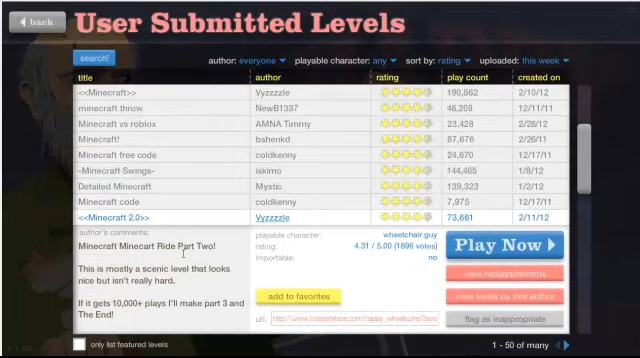 back
User Submitted Levels
search!
author: everyone playable character: any sort by: rating uploaded: this week
title author rating play count created on
<<Minecraft>> Vyzzzzle 190,862 2/10/12
minecraft throw NewB1337 46,209 12/11/11
Minecraft vs roblox AMNA Timmy 23,428 2/28/12
Minecraft! bshenkd 87,676 2/26/11
Minecraft free code coldkenny 24,870 12/17/11
-Minecraft Swings- iskimo 144,465 1/8/12
Detailed Minecraft Mystic 139,323 1/2/12
Minecraft code coldkenny 7,975 12/17/11
<<Minecraft 2.0>> Vyzzzzle 73,661 2/11/12
author's comments:
Minecraft Minecart Ride Part Two!
This is mostly a scenic level that looks
nice but isn't really hard.
If it gets 10,000+ plays I'll make part 3 and
The End!
playable character: wheelchair guy
rating: 4.31 / 5.00 (1896 votes)
importable: no
add to favorites
url: http://www.totaljerkface.com/happy_wheels.php?leve
Play Now
view replays/records
view levels by this author
flag as inappropriate
only list featured levels
1 - 50 of many